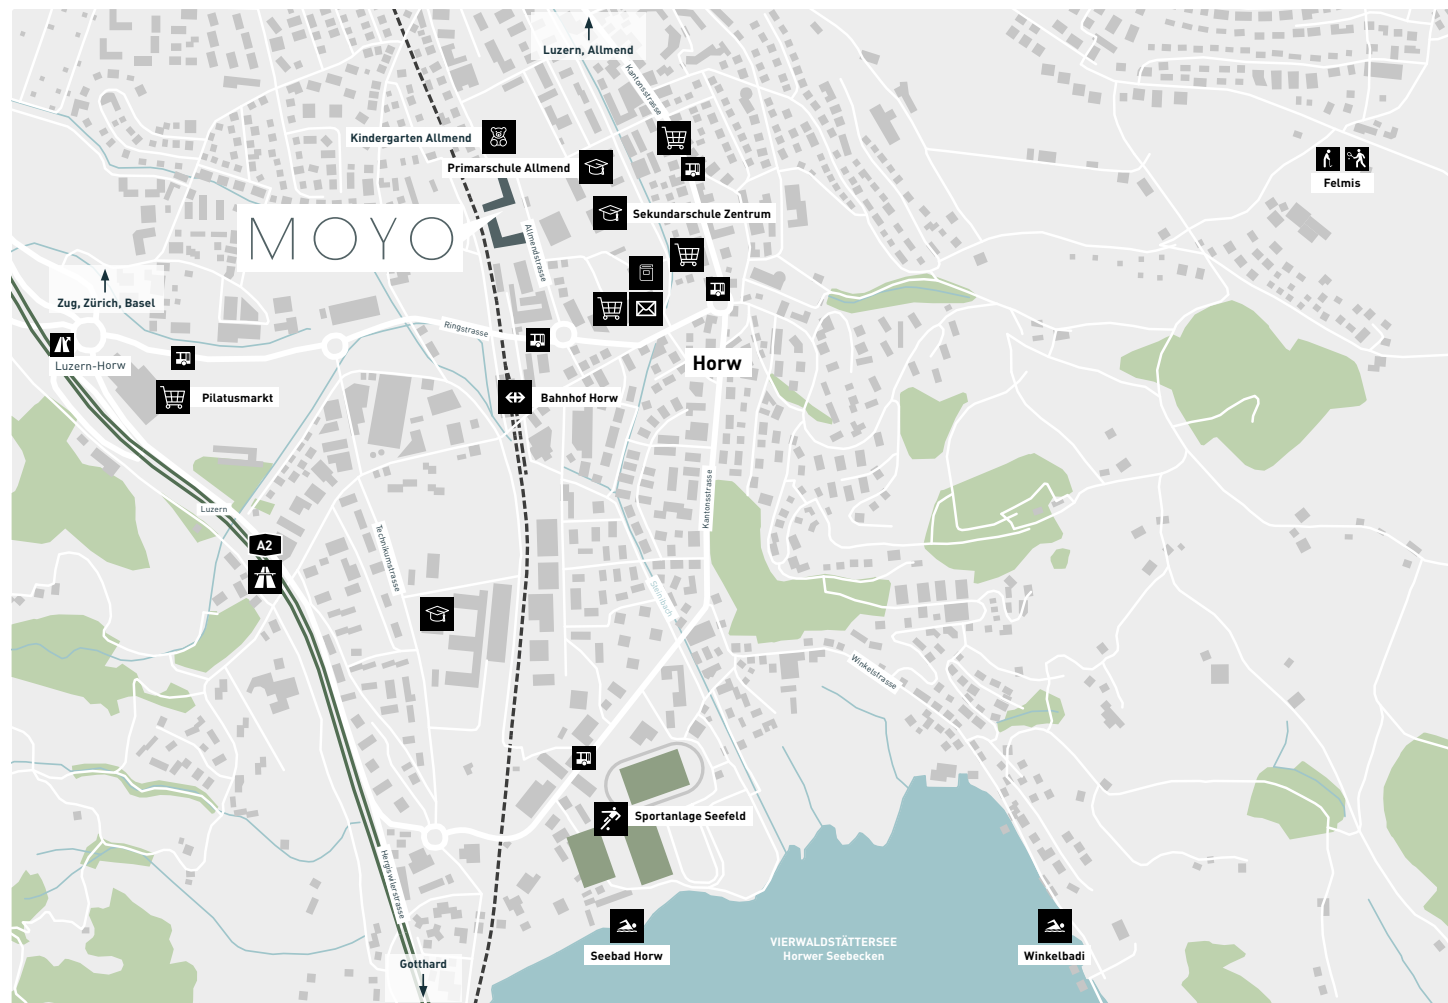 Luzern, Allmend
Kantonsstrasse
Kindergarten Allmend
Primarschule Allmend
Felmis
Sekundarschule Zentrum
MOYO
Allmendstrasse
Zug, Zürich, Basel
Ringstrasse
Luzern-Horw
Horw
Pilatusmarkt
Bahnhof Horw
Kantonsstrasse
Luzern
A2
Technikumstrasse
Steinibach
Winkelstrasse
Sportanlage Seefeld
Hergiswilerstrasse
VIERWALDSTÄTTERSEE
Horwer Seebecken
Seebad Horw
Winkelbadi
Gotthard